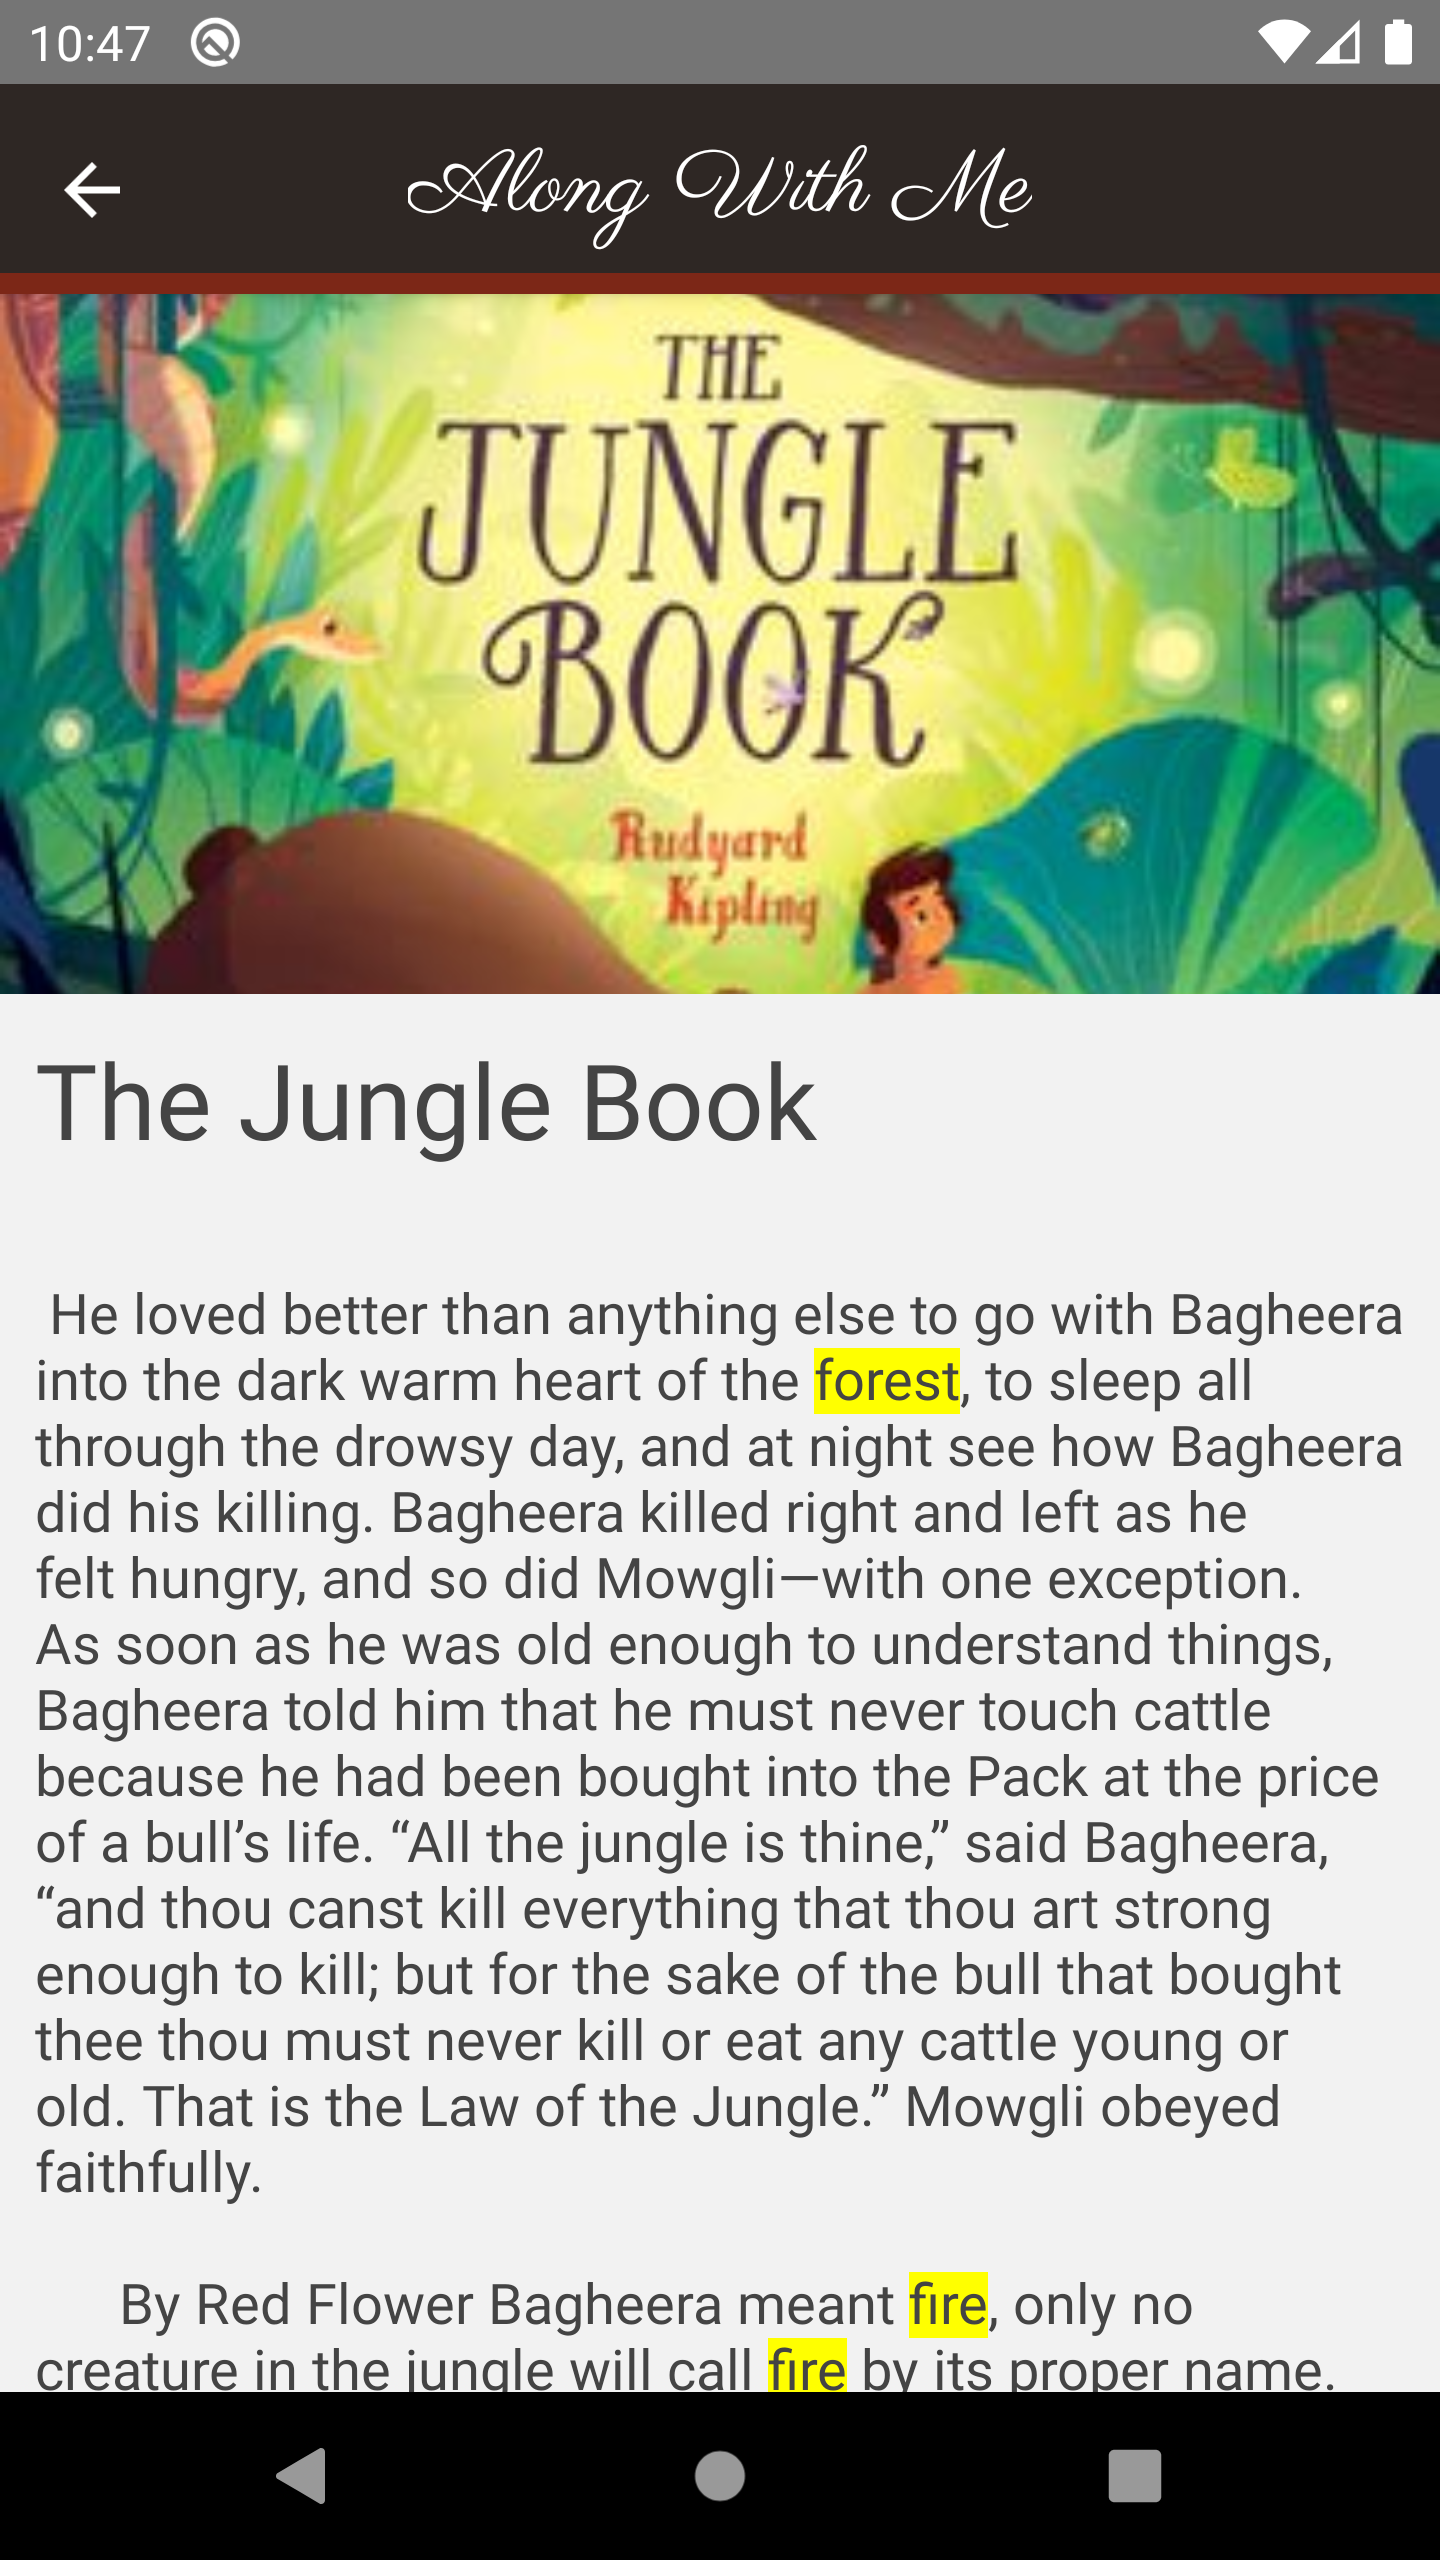 10:47
Along With Me
THE
JUNGLE
BOOK
Rudyard
Kipling
The Jungle Book
He loved better than anything else to go with Bagheera
into the dark warm heart of the forest, to sleep all
through the drowsy day, and at night see how Bagheera
did his killing. Bagheera killed right and left as he
felt hungry, and so did Mowgli—with one exception.
As soon as he was old enough to understand things,
Bagheera told him that he must never touch cattle
because he had been bought into the Pack at the price
of a bull’s life. “All the jungle is thine,” said Bagheera,
“and thou canst kill everything that thou art strong
enough to kill; but for the sake of the bull that bought
thee thou must never kill or eat any cattle young or
old. That is the Law of the Jungle.” Mowgli obeyed
faithfully.
By Red Flower Bagheera meant fire, only no
creature in the jungle will call fire by its proper name.